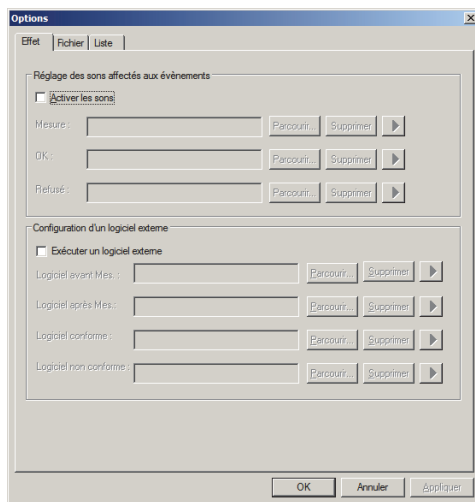 Options
Effet Fichier Liste
Réglage des sons affectés aux évènements
Activer les sons
Mesure : Parcourir... Supprimer
OK : Parcourir... Supprimer
Refusé : Parcourir... Supprimer
Configuration d'un logiciel externe
Exécuter un logiciel externe
Logiciel avant Mes. : Parcourir... Supprimer
Logiciel après Mes.: Parcourir... Supprimer
Logiciel conforme : Parcourir... Supprimer
Logiciel non conforme : Parcourir... Supprimer
OK Annuler Appliquer